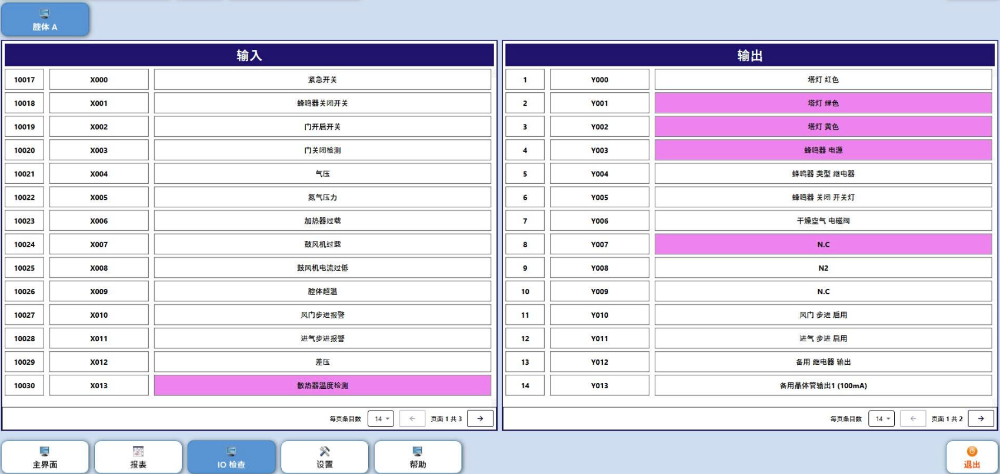 腔体 A
输入
10017 X000 紧急开关
10018 X001 蜂鸣器关闭开关
10019 X002 门开启开关
10020 X003 门关闭检测
10021 X004 气压
10022 X005 氮气压力
10023 X006 加热器过载
10024 X007 鼓风机过载
10025 X008 鼓风机电流过低
10026 X009 腔体超温
10027 X010 风门步进报警
10028 X011 进气步进报警
10029 X012 差压
10030 X013 散热器温度检测
每页条目数 14 ← 页面 1 共 3 →
输出
1 Y000 塔灯 红色
2 Y001 塔灯 绿色
3 Y002 塔灯 黄色
4 Y003 蜂鸣器 电源
5 Y004 蜂鸣器 类型 继电器
6 Y005 蜂鸣器 关闭 开关灯
7 Y006 干燥空气 电磁阀
8 Y007 N.C
9 Y008 N2
10 Y009 N.C
11 Y010 风门 步进 启用
12 Y011 进气 步进 启用
13 Y012 备用 继电器 输出
14 Y013 备用晶体管输出1 (100mA)
每页条目数 14 ← 页面 1 共 2 →
主界面 报表 IO 检查 设置 帮助 退出